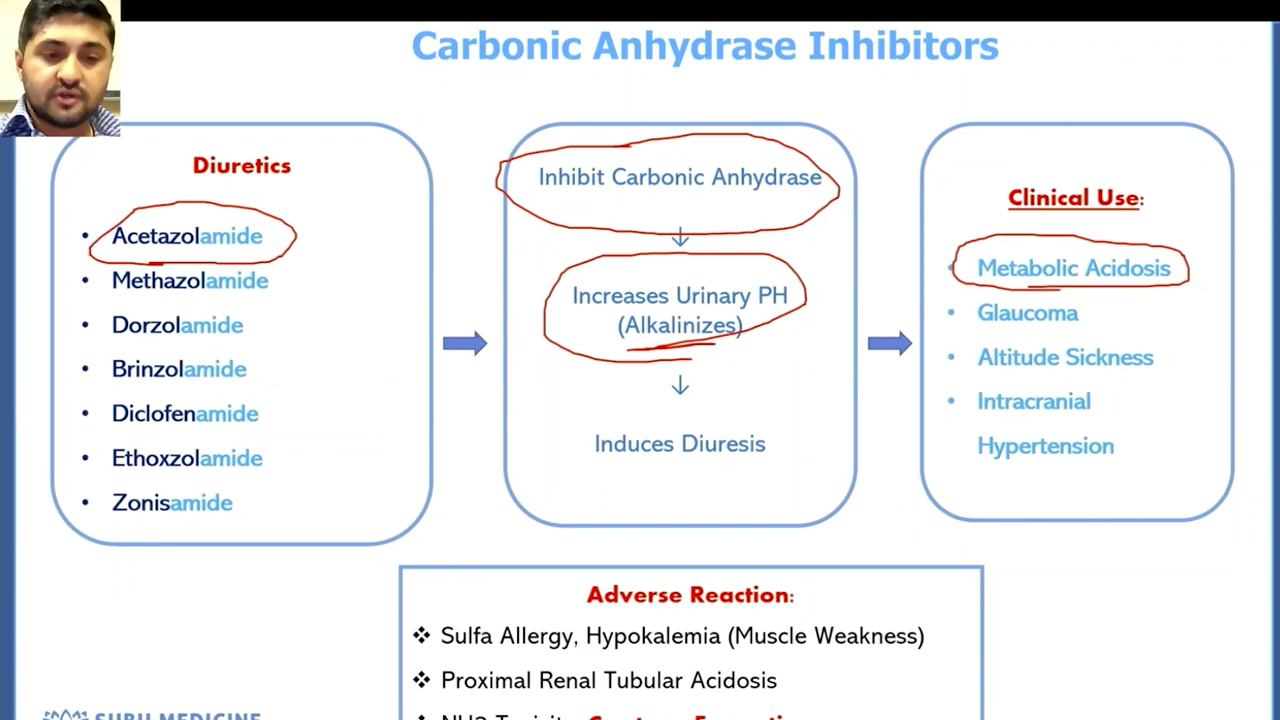 Carbonic Anhydrase Inhibitors
Diuretics
• Acetazolamide
• Methazolamide
• Dorzolamide
• Brinzolamide
• Diclofenamide
• Ethoxzolamide
• Zonisamide
Inhibit Carbonic Anhydrase
↓
Increases Urinary PH
(Alkalinizes)
↓
Induces Diuresis
Clinical Use:
• Metabolic Acidosis
• Glaucoma
• Altitude Sickness
• Intracranial
Hypertension
Adverse Reaction:
❖ Sulfa Allergy, Hypokalemia (Muscle Weakness)
❖ Proximal Renal Tubular Acidosis
MEDICINE